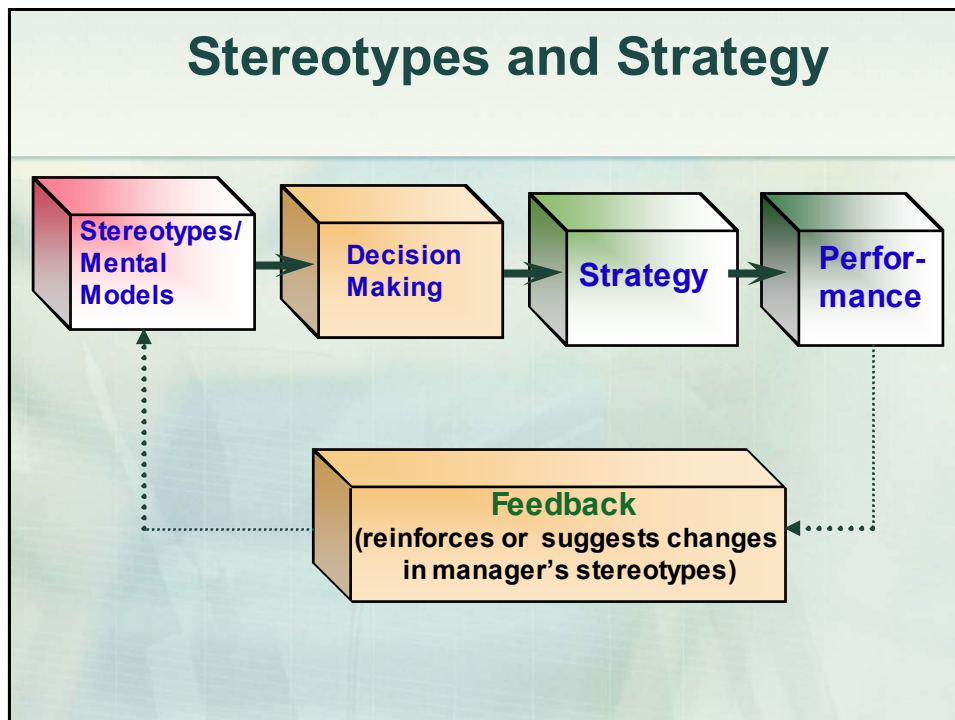 Stereotypes and Strategy
Stereotypes/
Mental
Models
Decision
Making
Strategy
Perfor-
mance
Feedback
(reinforces or suggests changes
in manager’s stereotypes)